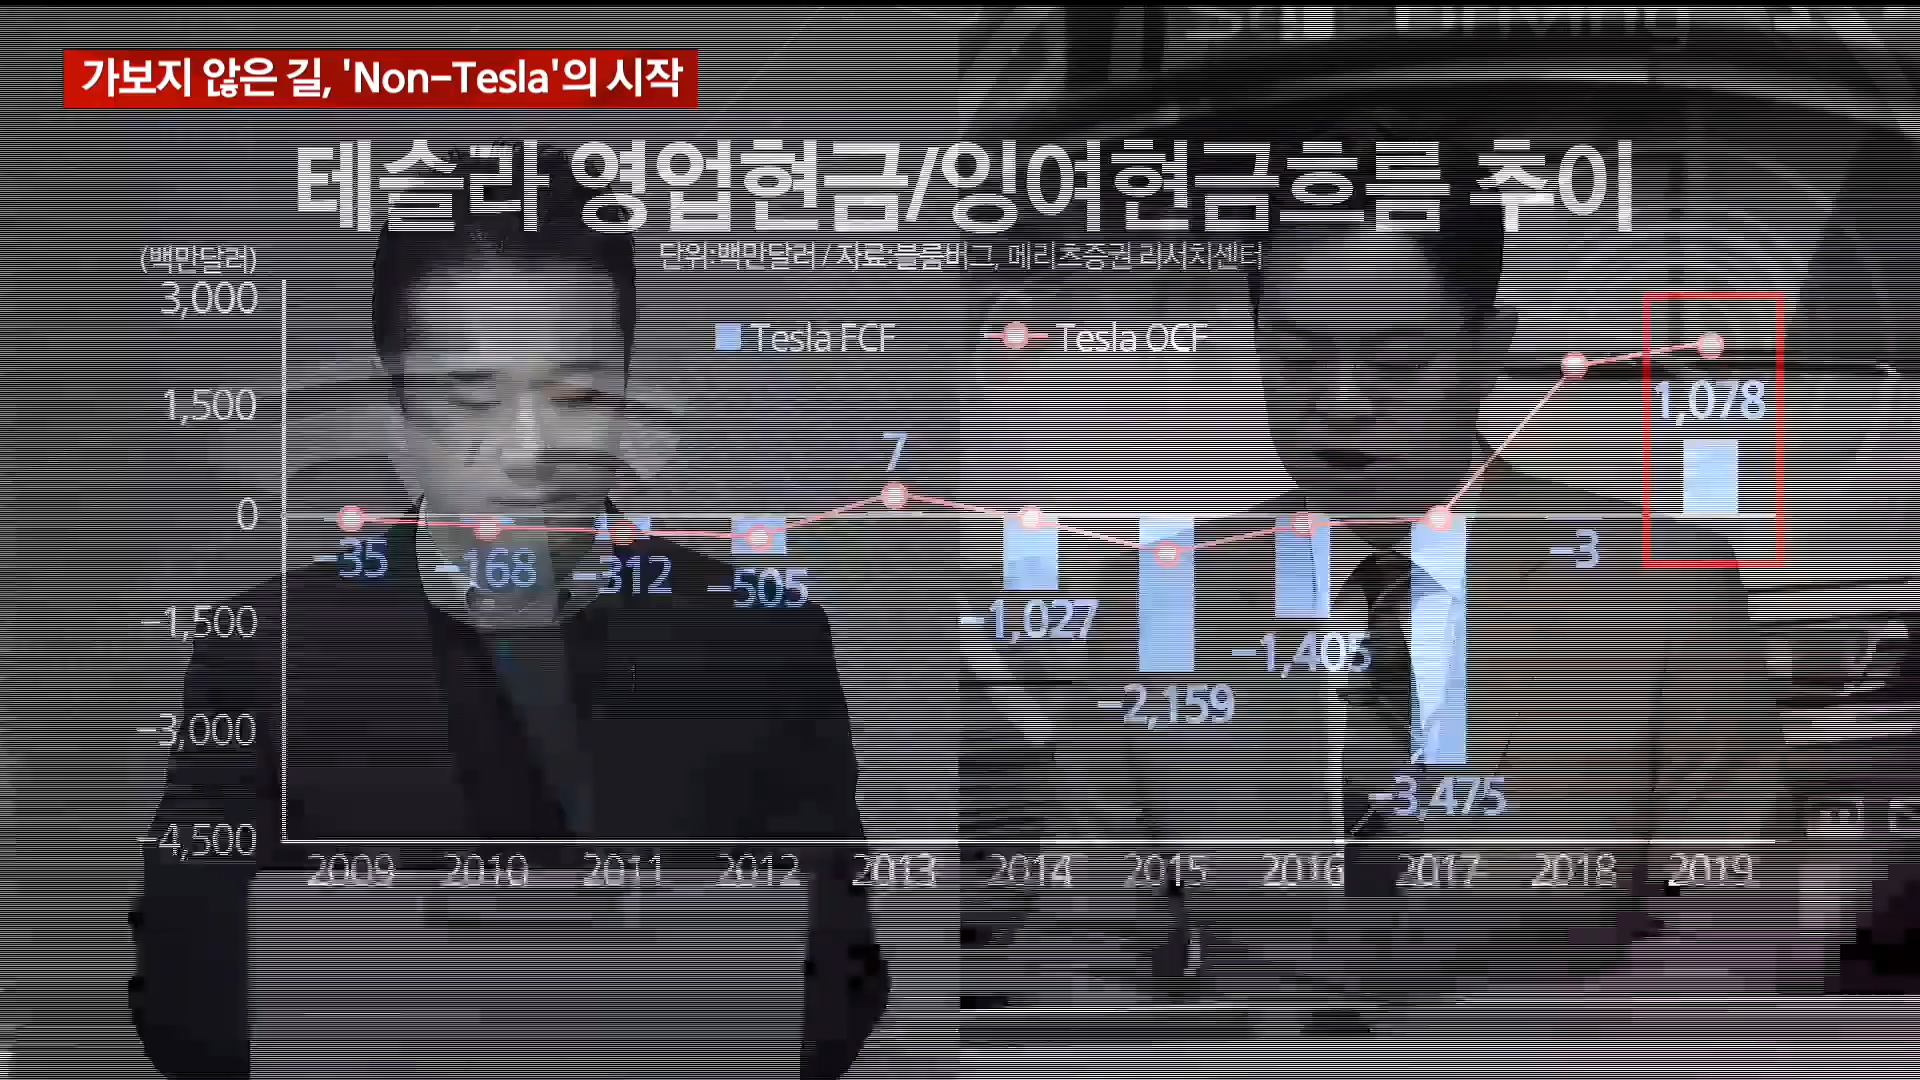 가보지 않은 길, 'Non-Tesla'의 시작
테슬라 영업현금/잉여현금흐름 추이
단위:백만달러 / 자료:블룸버그, 메리츠증권 리서치센터
(백만달러)
Tesla FCF
Tesla OCF
3,000
1,500
0
-1,500
-3,000
-4,500
-35
-168
-312
-505
7
-1,027
-2,159
-1,405
-3,475
-3
1,078
2009 2010 2011 2012 2013 2014 2015 2016 2017 2018 2019